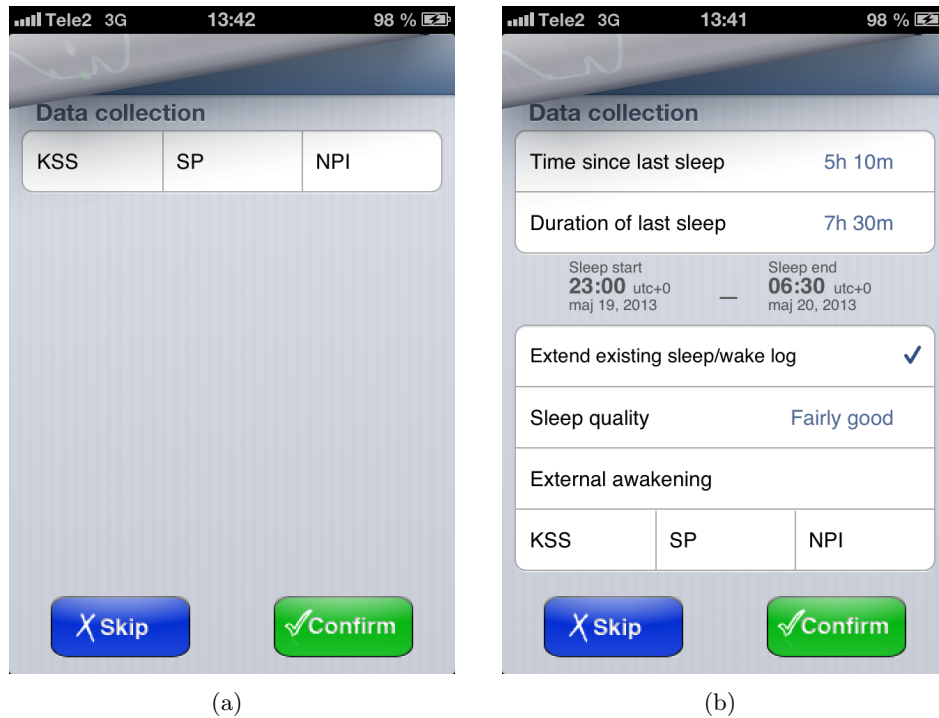 Tele2 3G 13:42 98 %
Data collection
KSS SP NPI
Skip Confirm
(a)
Tele2 3G 13:41 98 %
Data collection
Time since last sleep 5h 10m
Duration of last sleep 7h 30m
Sleep start Sleep end
23:00 utc+0 — 06:30 utc+0
maj 19, 2013 maj 20, 2013
Extend existing sleep/wake log ✓
Sleep quality Fairly good
External awakening
KSS SP NPI
Skip Confirm
(b)